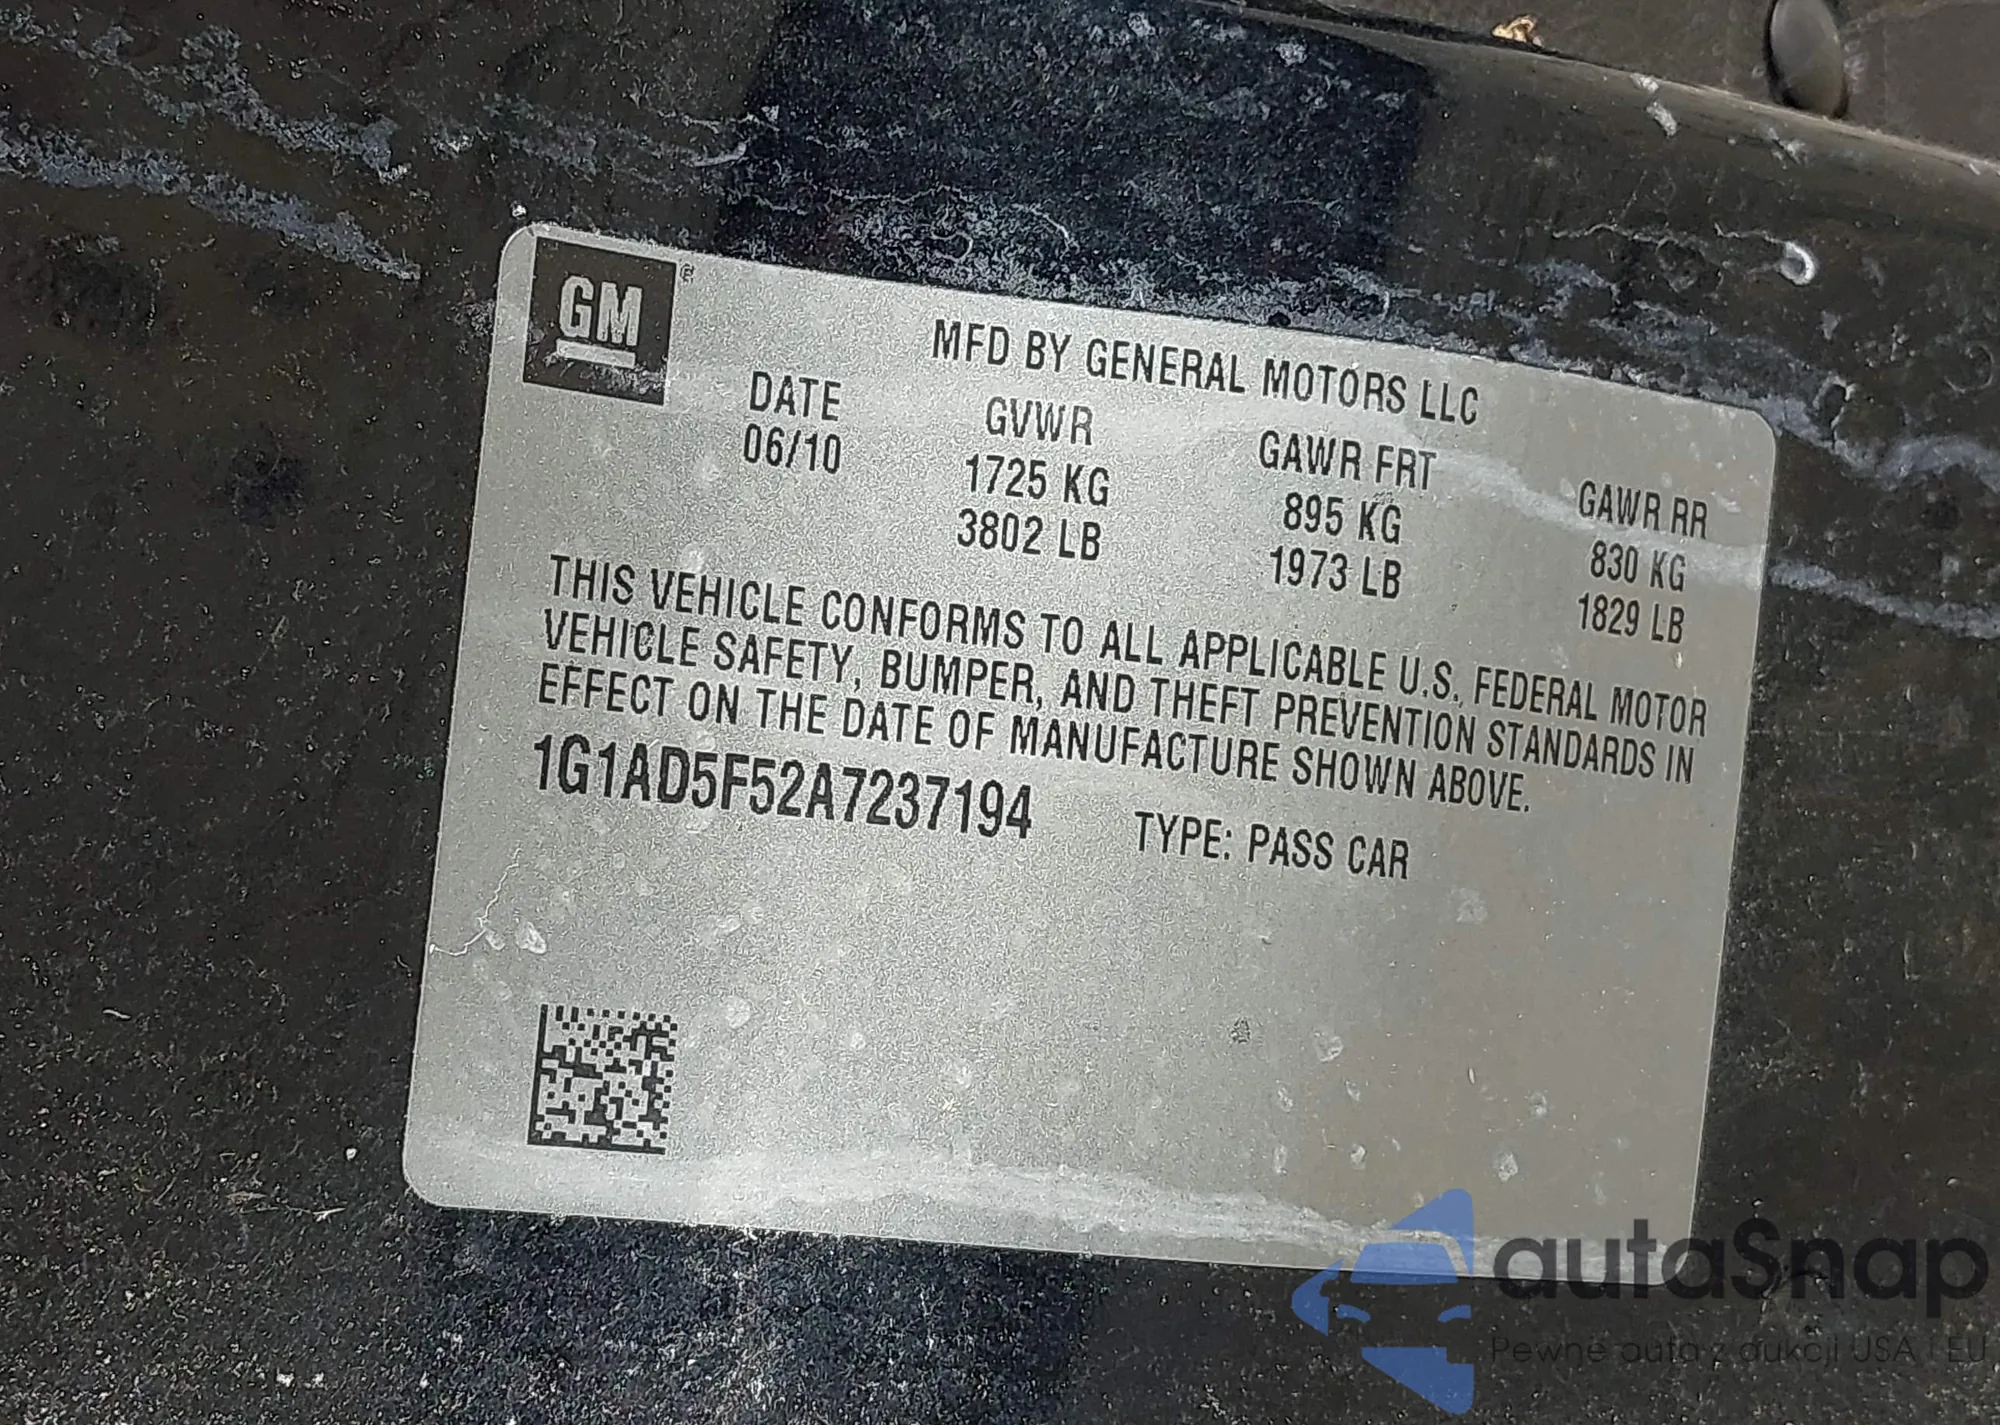 GM
MFD BY GENERAL MOTORS LLC
DATE GVWR GAWR FRT GAWR RR
06/10 1725 KG 895 KG 830 KG
3802 LB 1973 LB 1829 LB
THIS VEHICLE CONFORMS TO ALL APPLICABLE U.S. FEDERAL MOTOR
VEHICLE SAFETY, BUMPER, AND THEFT PREVENTION STANDARDS IN
EFFECT ON THE DATE OF MANUFACTURE SHOWN ABOVE.
1G1AD5F52A7237194 TYPE: PASS CAR
autaSnap
Pewne auta z aukcji USA i EU